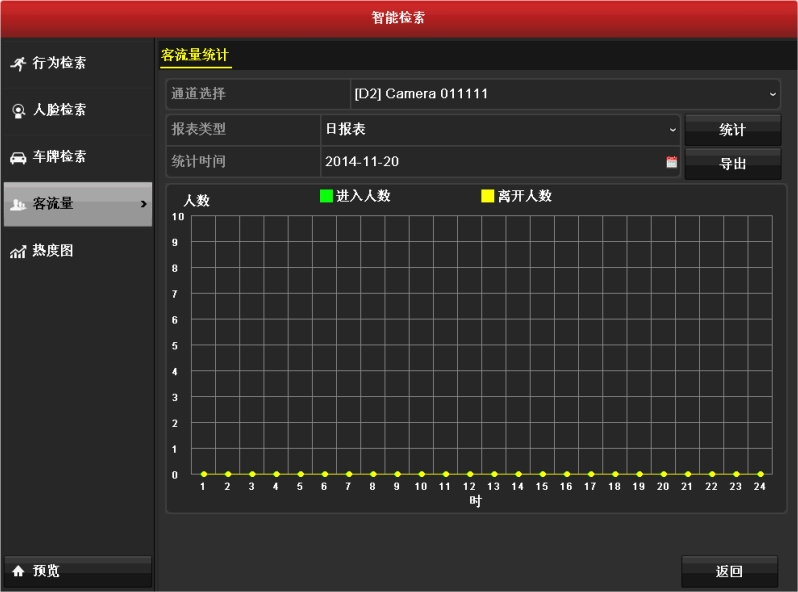 智能检索
行为检索
人脸检索
车牌检索
客流量
热度图
预览
客流量统计
通道选择 [D2] Camera 011111
报表类型 日报表 统计
统计时间 2014-11-20 导出
人数 进入人数 离开人数
10
9
8
7
6
5
4
3
2
1
0
1 2 3 4 5 6 7 8 9 10 11 12 13 14 15 16 17 18 19 20 21 22 23 24
时
返回